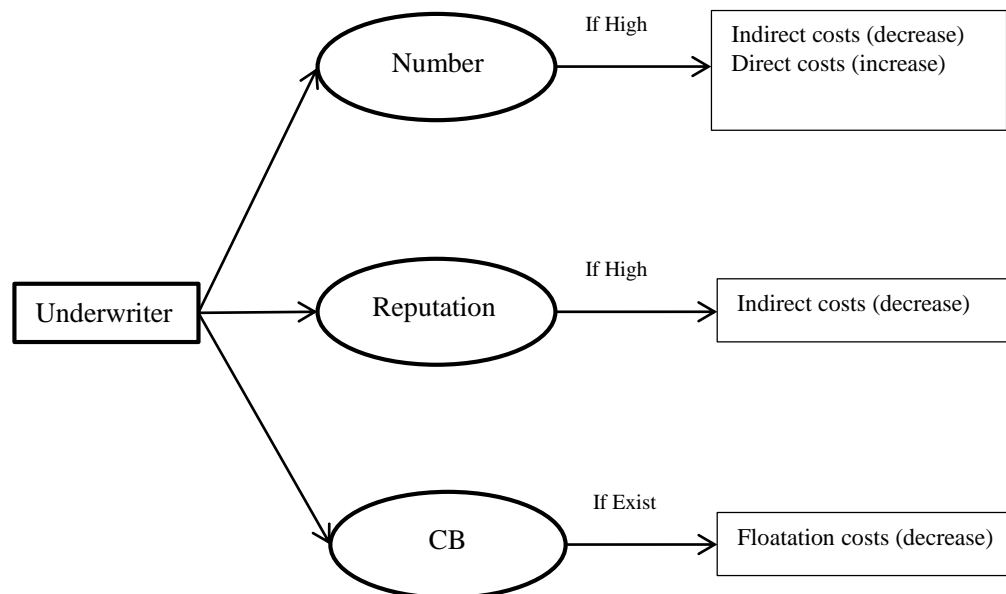 If High
Number
Indirect costs (decrease)
Direct costs (increase)
If High
Underwriter
Reputation
Indirect costs (decrease)
If Exist
CB
Floatation costs (decrease)